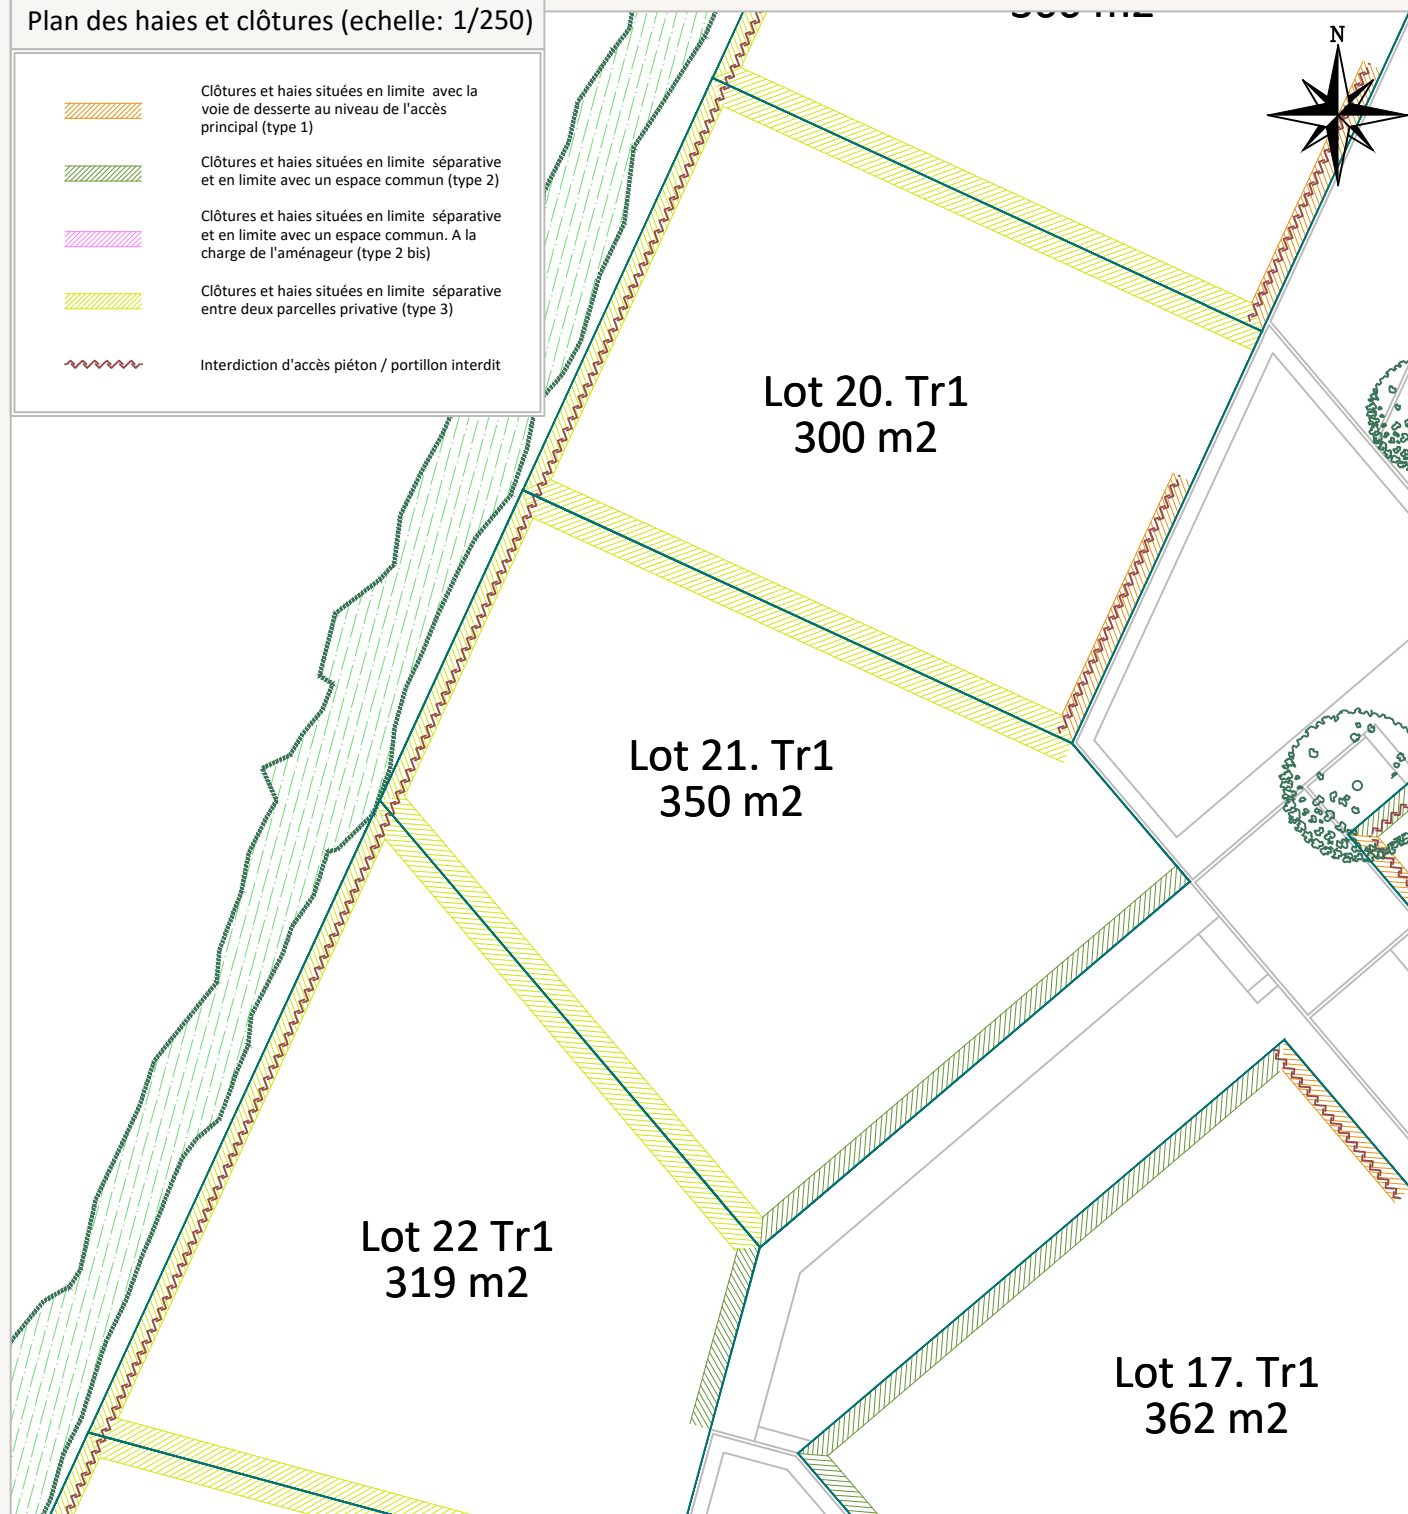 Plan des haies et clôtures (echelle: 1/250)
Clôtures et haies situées en limite avec la
voie de desserte au niveau de l'accès
principal (type 1)
Clôtures et haies situées en limite séparative
et en limite avec un espace commun (type 2)
Clôtures et haies situées en limite séparative
et en limite avec un espace commun. A la
charge de l'aménageur (type 2 bis)
Clôtures et haies situées en limite séparative
entre deux parcelles privative (type 3)
Interdiction d'accès piéton / portillon interdit
m2
N
Lot 20. Tr1
300 m2
Lot 21. Tr1
350 m2
Lot 22 Tr1
319 m2
Lot 17. Tr1
362 m2